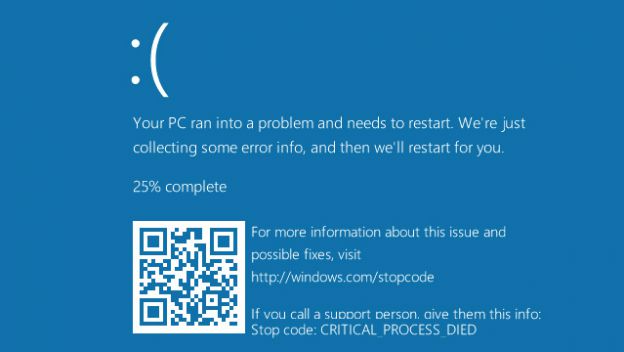 :(
Your PC ran into a problem and needs to restart. We're just
collecting some error info, and then we'll restart for you.
25% complete
For more information about this issue and
possible fixes, visit
http://windows.com/stopcode
If you call a support person, give them this info:
Stop code: CRITICAL_PROCESS_DIED